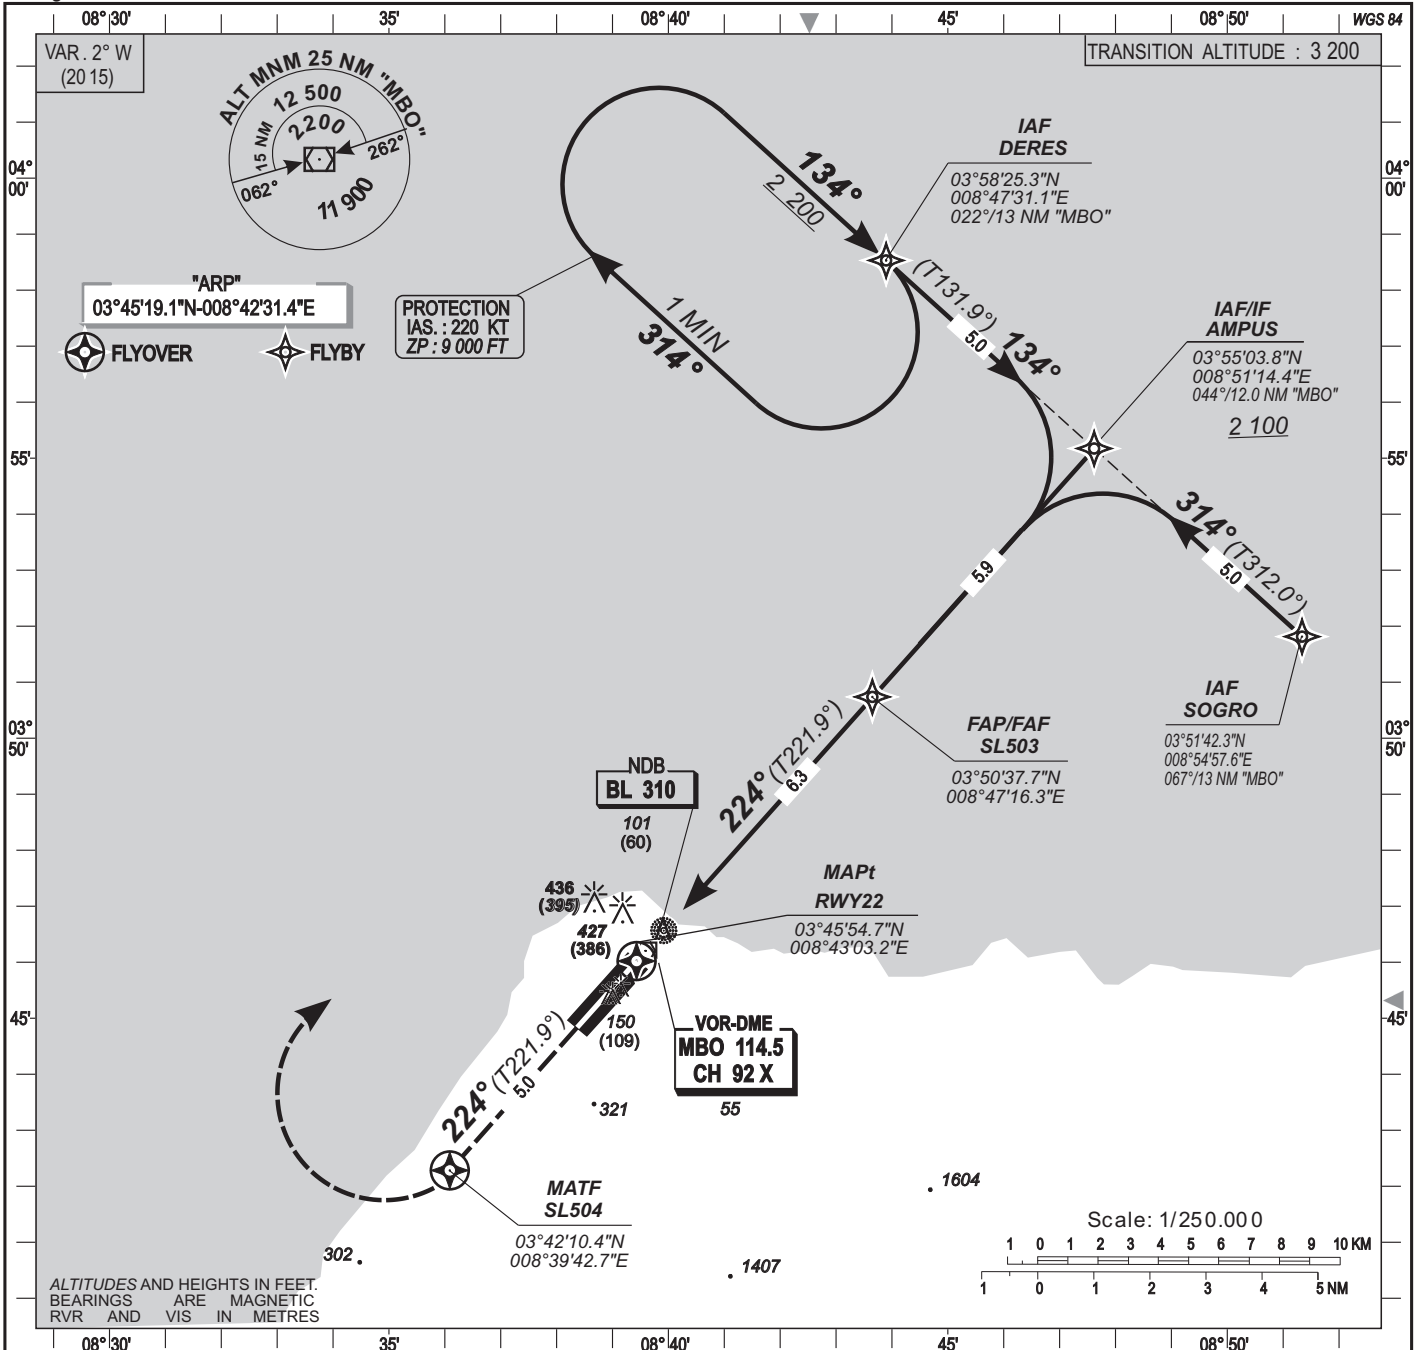 08°30'
35'
08°40'
45'
08°50'
WGS 84
VAR. 2° W
(2015)
TRANSITION ALTITUDE : 3 200
ALT MNM 25 NM "MBO"
12 500
2200
15 NM
262°
062°
11 900
04°
00'
04°
00'
134°
2 200
IAF
DERES
03°58'25.3"N
008°47'31.1"E
022°/13 NM "MBO"
"ARP"
03°45'19.1"N-008°42'31.4"E
FLYOVER
FLYBY
PROTECTION
IAS. : 220 KT
ZP : 9 000 FT
1 MIN
314°
(T131.9°)
5.0
134°
IAF/IF
AMPUS
03°55'03.8"N
008°51'14.4"E
044°/12.0 NM "MBO"
2 100
55'
55'
314°
(T312.0°)
5.0
5.9
IAF
SOGRO
03°51'42.3"N
008°54'57.6"E
067°/13 NM "MBO"
FAP/FAF
SL503
03°50'37.7"N
008°47'16.3"E
03°
50'
03°
50'
224° (T221.9°)
6.3
NDB
BL 310
101
(60)
MAPt
RWY22
03°45'54.7"N
008°43'03.2"E
436
(395)
427
(386)
45'
45'
150
(109)
VOR-DME
MBO 114.5
CH 92 X
55
224° (T221.9°)
5.0
321
1604
MATF
SL504
03°42'10.4"N
008°39'42.7"E
302
1407
Scale: 1/250.000
1 0 1 2 3 4 5 6 7 8 9 10 KM
1 0 1 2 3 4 5 NM
ALTITUDES AND HEIGHTS IN FEET.
BEARINGS ARE MAGNETIC
RVR AND VIS IN METRES
08°30'
35'
08°40'
45'
08°50'